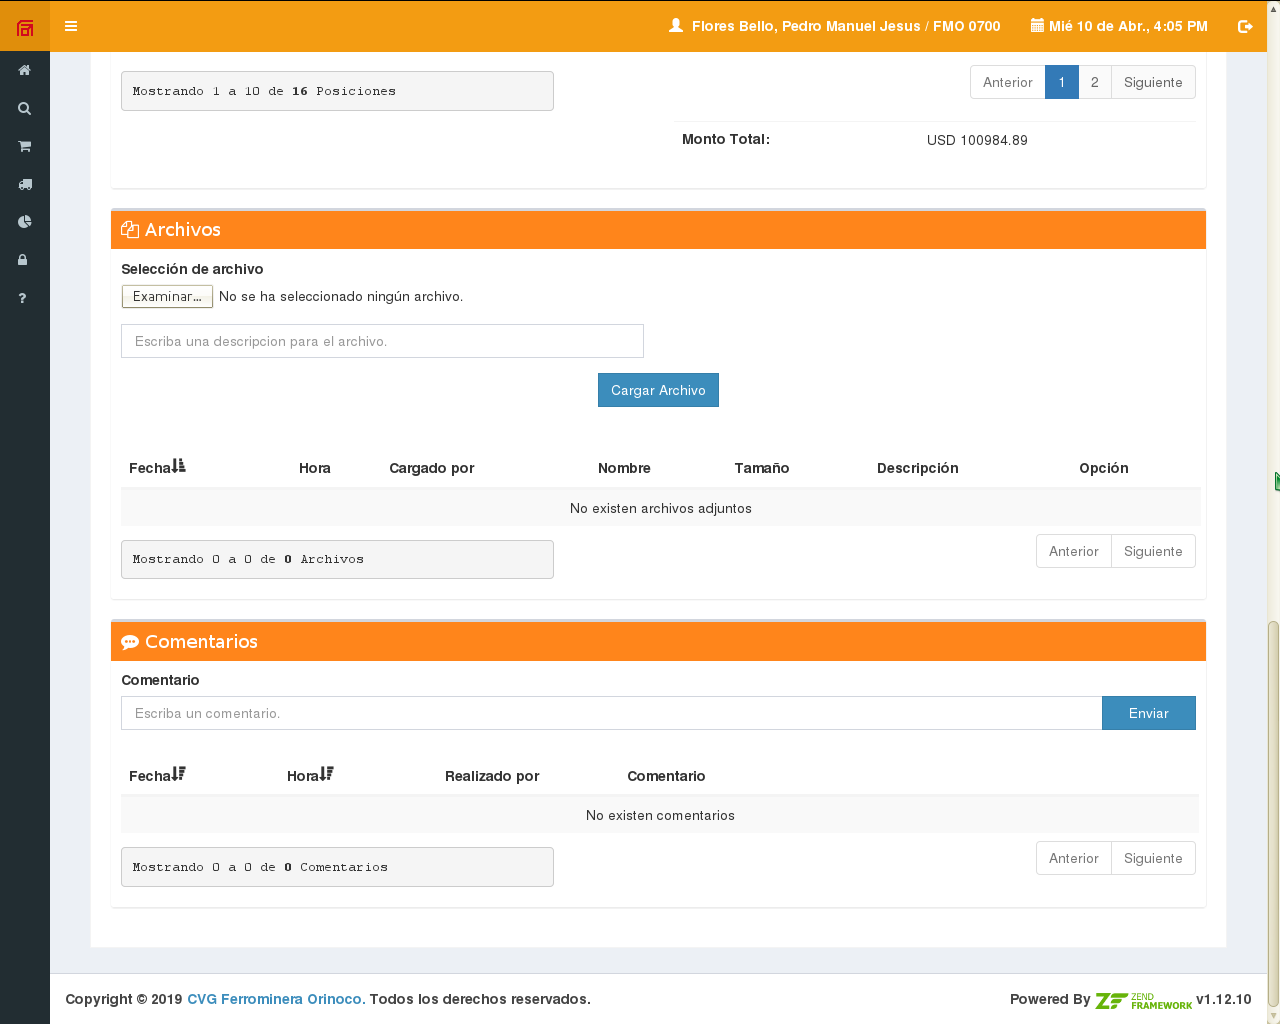 Flores Bello, Pedro Manuel Jesus / FMO 0700 Mié 10 de Abr., 4:05 PM
Mostrando 1 a 10 de 16 Posiciones
Anterior 1 2 Siguiente
Monto Total: USD 100984.89
Archivos
Selección de archivo
Examinar... No se ha seleccionado ningún archivo.
Escriba una descripcion para el archivo.
Cargar Archivo
Fecha Hora Cargado por Nombre Tamaño Descripción Opción
No existen archivos adjuntos
Mostrando 0 a 0 de 0 Archivos
Anterior Siguiente
Comentarios
Comentario
Escriba un comentario. Enviar
Fecha Hora Realizado por Comentario
No existen comentarios
Mostrando 0 a 0 de 0 Comentarios
Anterior Siguiente
Copyright © 2019 CVG Ferrominera Orinoco. Todos los derechos reservados. Powered By ZF ZEND FRAMEWORK v1.12.10